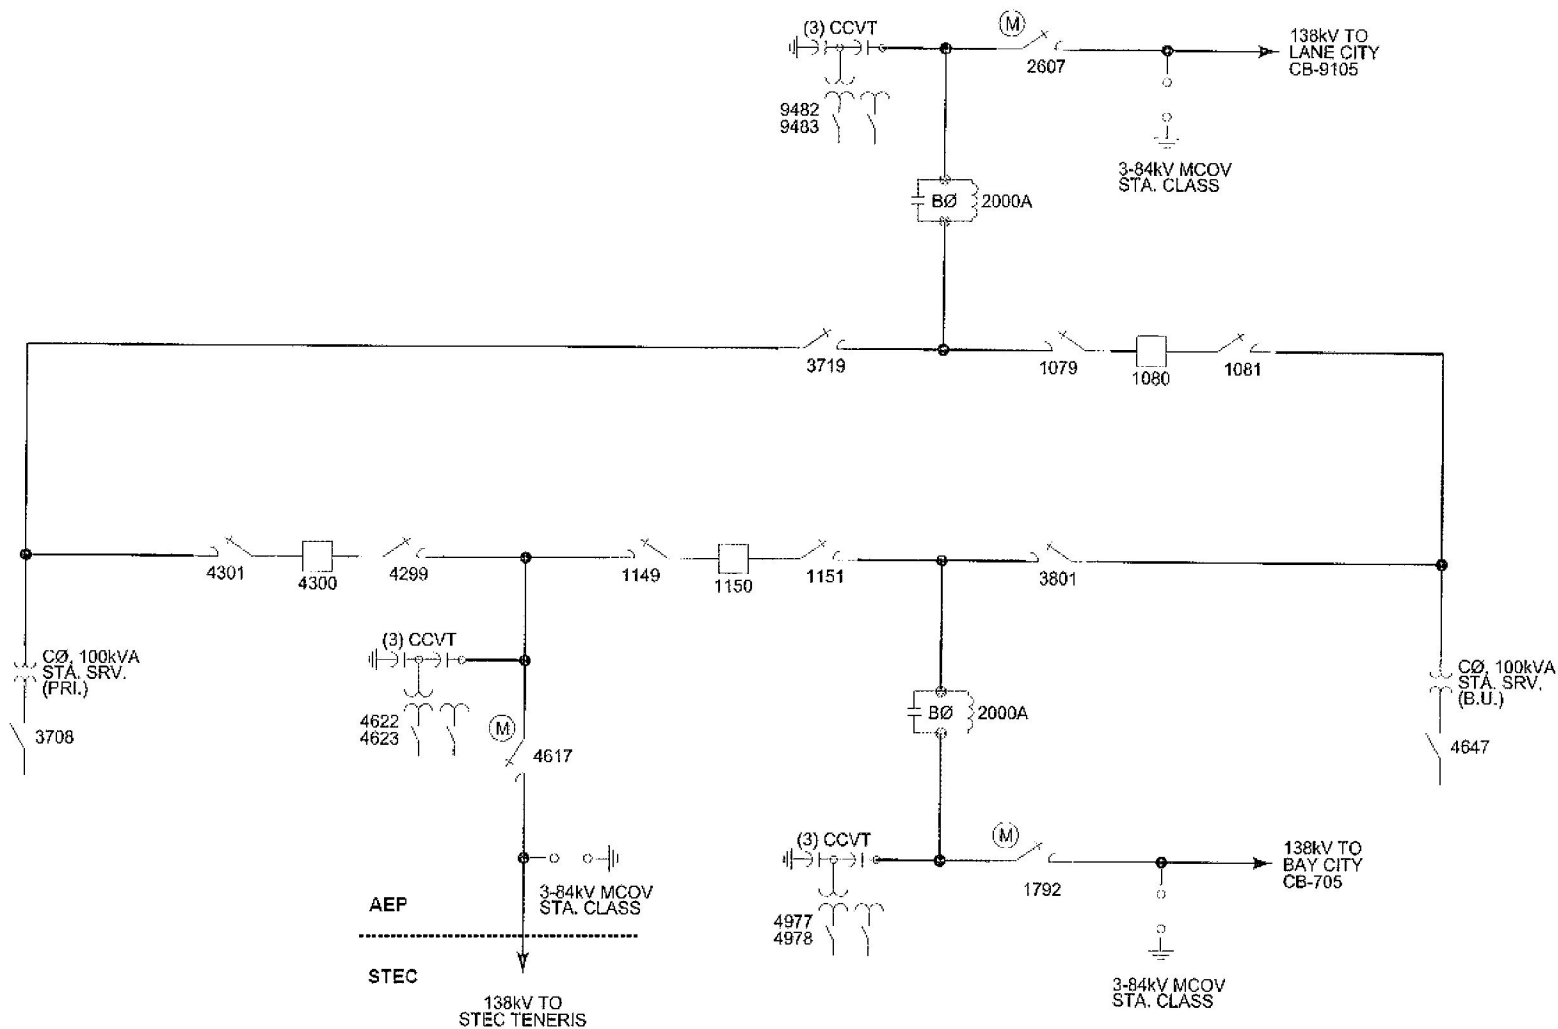 (3) CCVT
M
2607
138kV TO
LANE CITY
CB-9105
9482
9483
3-84kV MCOV
STA. CLASS
BØ
2000A
3719
1079
1080
1081
4301
4300
4299
1149
1150
1151
3801
CØ, 100kVA
STA. SRV.
(PRI.)
3708
(3) CCVT
4622
4623
M
4617
BØ
2000A
CØ, 100kVA
STA. SRV.
(B.U.)
4647
3-84kV MCOV
STA. CLASS
AEP
STEC
138kV TO
STEC TENERIS
(3) CCVT
4977
4978
M
1792
138kV TO
BAY CITY
CB-705
3-84kV MCOV
STA. CLASS